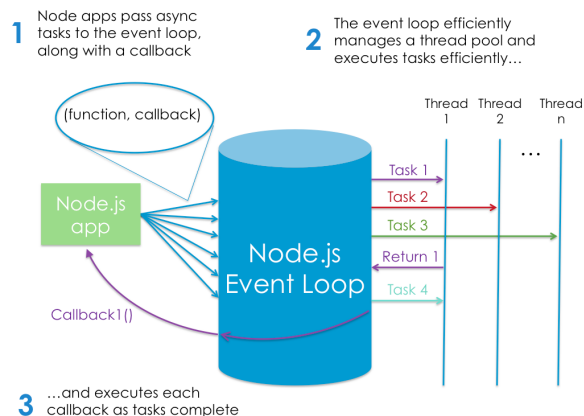 1
Node apps pass async
tasks to the event loop,
along with a callback
2
The event loop efficiently
manages a thread pool and
executes tasks efficiently…
(function, callback)
Thread
1
Thread
2
...
Thread
n
Node.js
app
Node.js
Event Loop
Task 1
Task 2
Task 3
Return 1
Task 4
Callback1()
3
…and executes each
callback as tasks complete